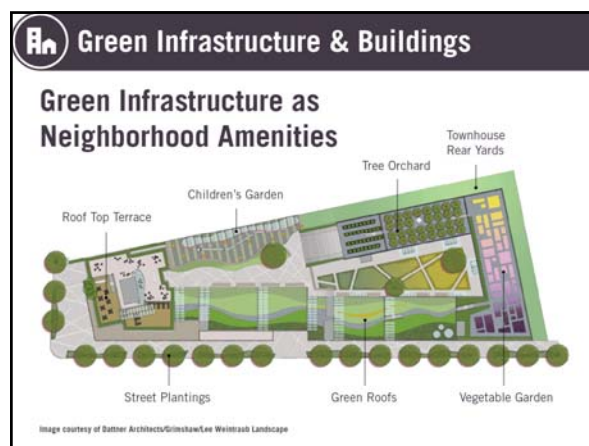 Green Infrastructure & Buildings
Green Infrastructure as
Neighborhood Amenities
Townhouse
Rear Yards
Tree Orchard
Children's Garden
Roof Top Terrace
Street Plantings
Green Roofs
Vegetable Garden
Image courtesy of Dattner Architects/Grimshaw/Lee Weintraub Landscape